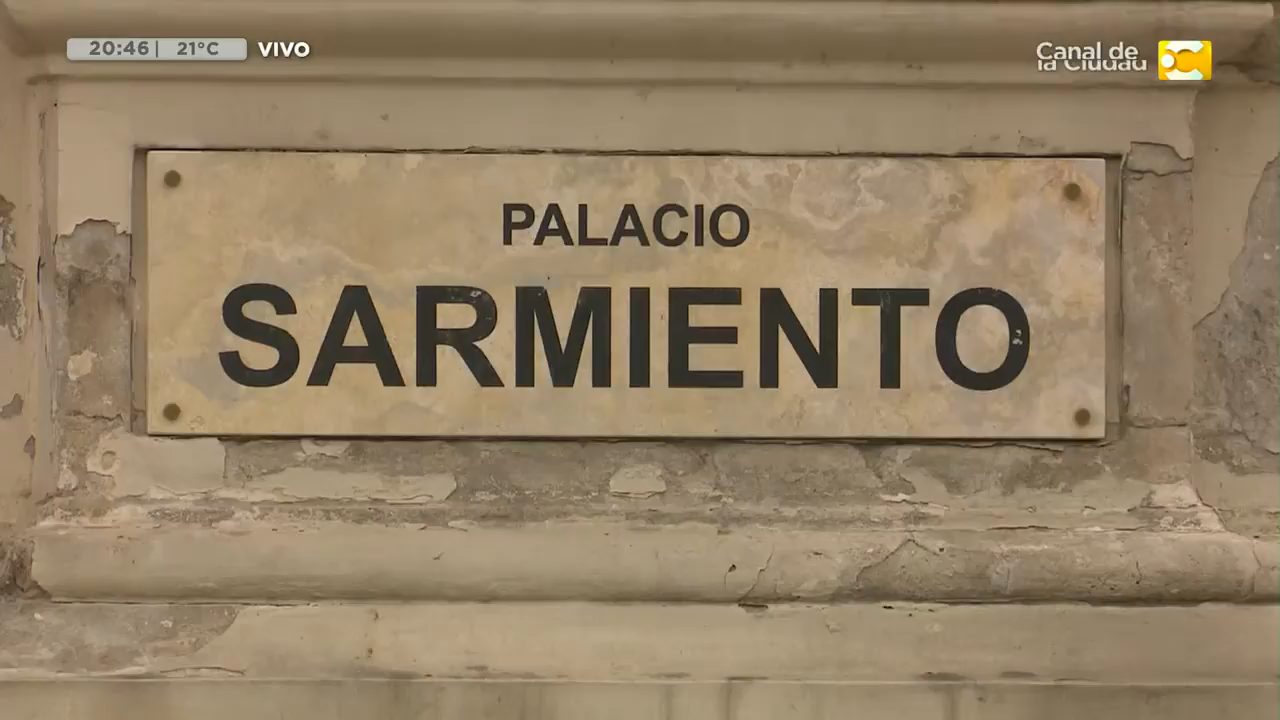 20:46 | 21°C VIVO
Canal de
la Ciudad
PALACIO
SARMIENTO